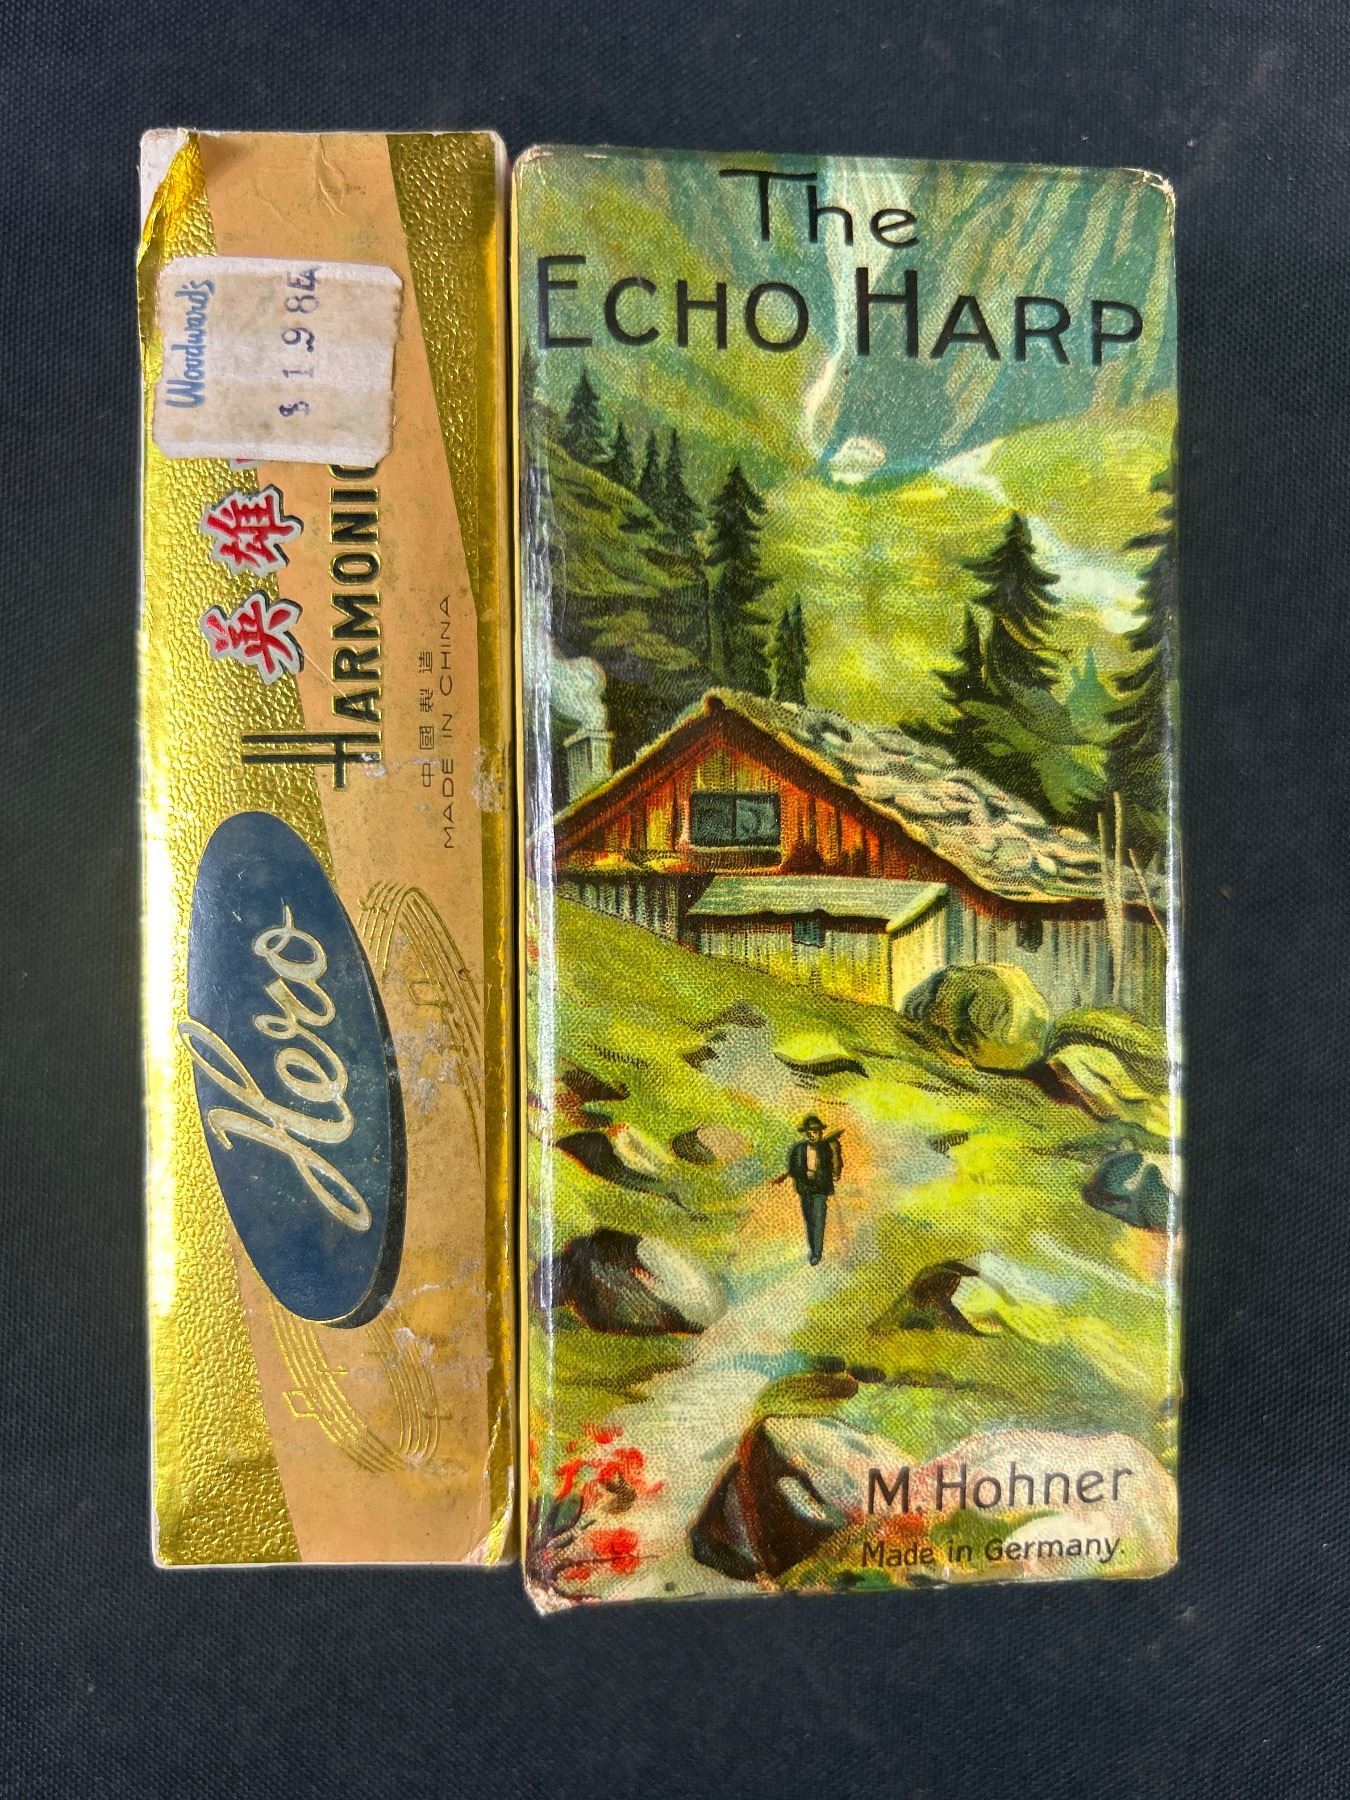 Woodward's
$ 1.98
英雄
HARMONIC
中國製造
MADE IN CHINA
Hero
The
ECHO HARP
M. Hohner
Made in Germany.